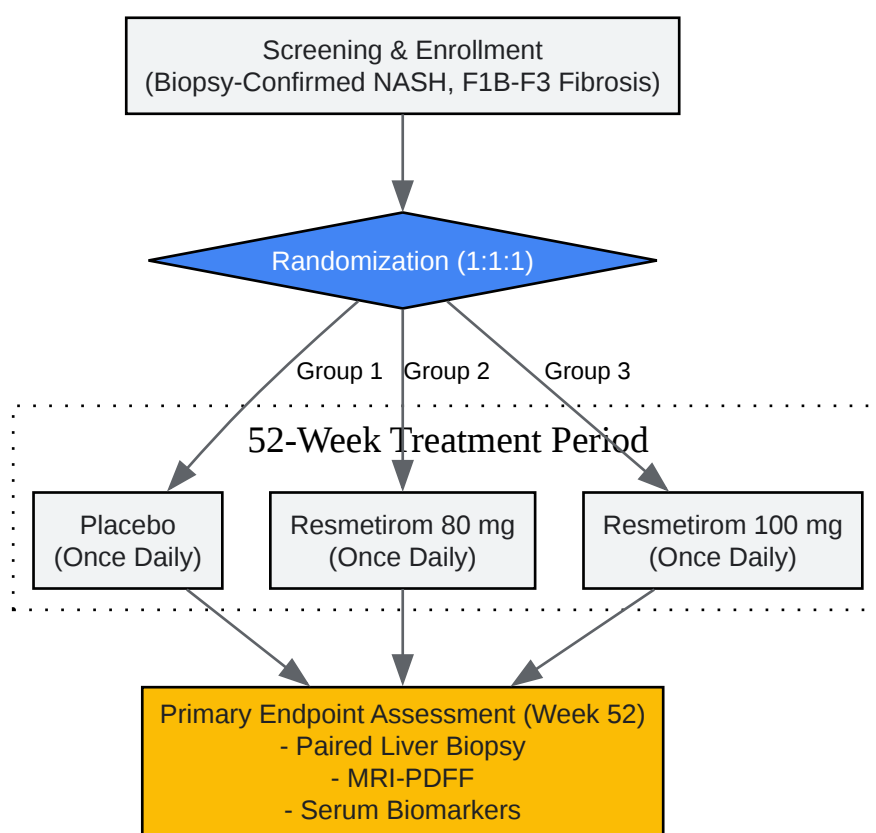 Screening & Enrollment
(Biopsy-Confirmed NASH, F1B-F3 Fibrosis)
Randomization (1:1:1)
Group 1
Group 2
Group 3
52-Week Treatment Period
Placebo
(Once Daily)
Resmetirom 80 mg
(Once Daily)
Resmetirom 100 mg
(Once Daily)
Primary Endpoint Assessment (Week 52)
- Paired Liver Biopsy
- MRI-PDFF
- Serum Biomarkers